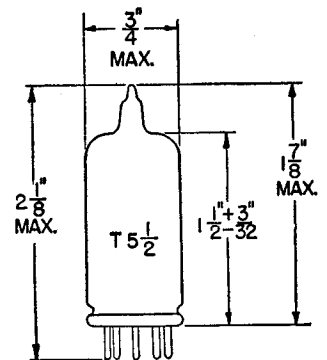 3/4" MAX.
2 1/8" MAX.
T 5 1/2
1 1/2" + 3"/- 32
1 7/8" MAX.